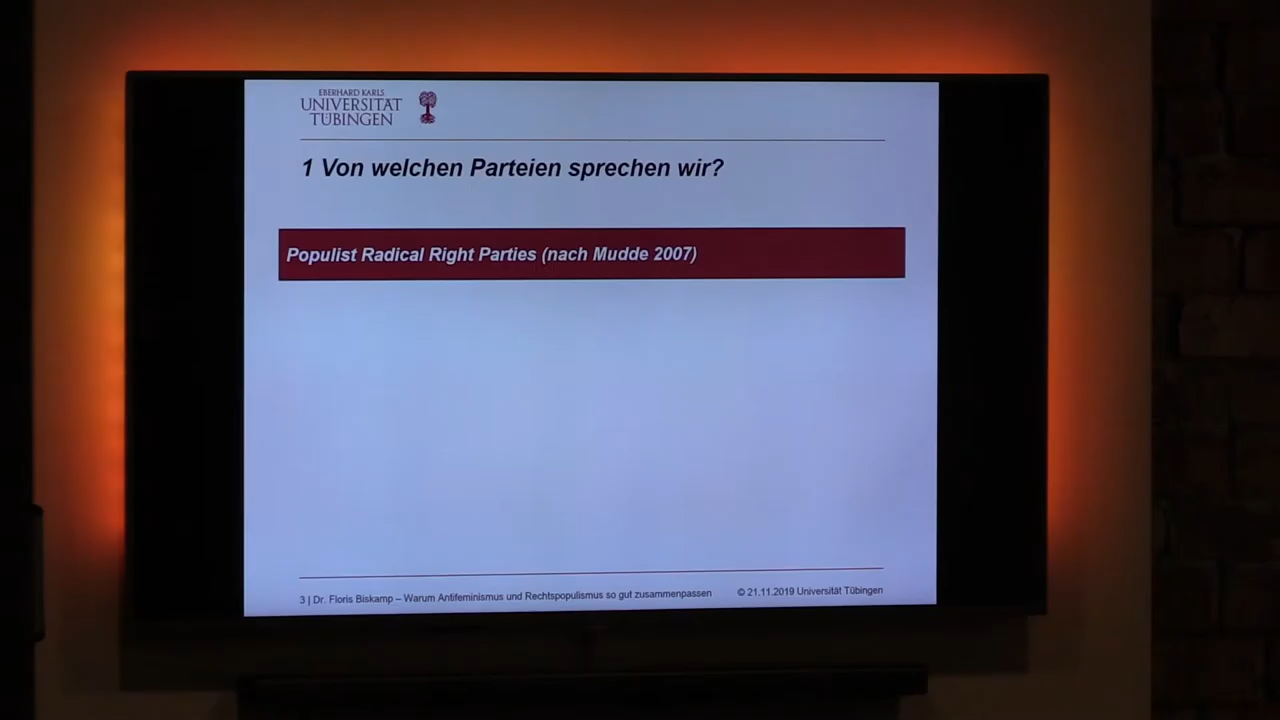 EBERHARD KARLS
UNIVERSITÄT
TÜBINGEN
1 Von welchen Parteien sprechen wir?
Populist Radical Right Parties (nach Mudde 2007)
3 | Dr. Floris Biskamp – Warum Antifeminismus und Rechtspopulismus so gut zusammenpassen
© 21.11.2019 Universität Tübingen